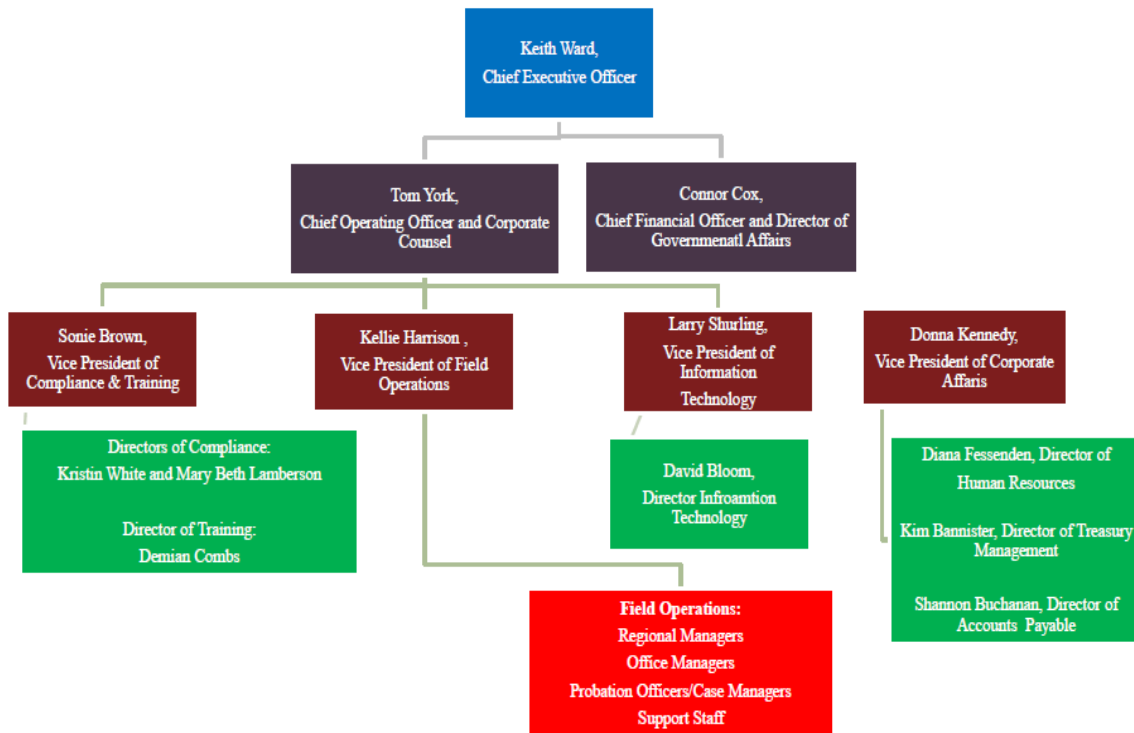 Keith Ward,
Chief Executive Officer
Tom York,
Chief Operating Officer and Corporate
Counsel
Connor Cox,
Chief Financial Officer and Director of
Governmenatl Affairs
Sonie Brown,
Vice President of
Compliance & Training
Kellie Harrison ,
Vice President of Field
Operations
Larry Shurling,
Vice President of
Information
Technology
Donna Kennedy,
Vice President of Corporate
Affaris
Directors of Compliance:
Kristin White and Mary Beth Lamberson
Director of Training:
Demian Combs
David Bloom,
Director Infroamtion
Technology
Diana Fessenden, Director of
Human Resources
Kim Bannister, Director of Treasury
Management
Shannon Buchanan, Director of
Accounts Payable
Field Operations:
Regional Managers
Office Managers
Probation Officers/Case Managers
Support Staff